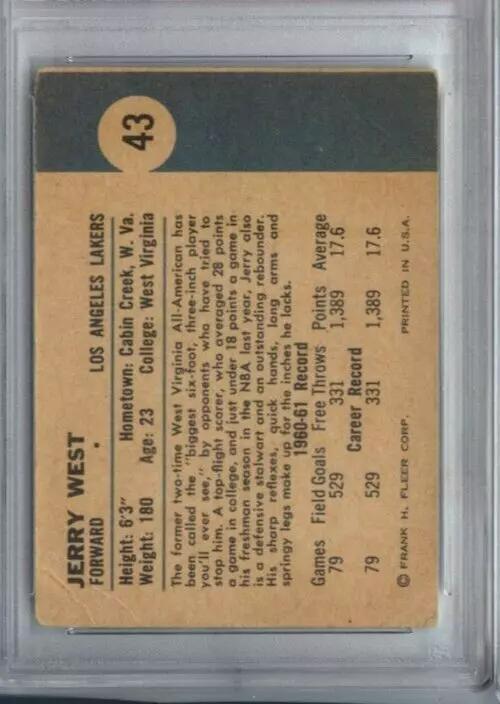 43
JERRY WEST
FORWARD • LOS ANGELES LAKERS
Height: 6'3" Hometown: Cabin Creek, W. Va.
Weight: 180 Age: 23 College: West Virginia
The former two-time West Virginia All-American has
been called the "biggest six-foot, three-inch player
you'll ever see," by opponents who have tried to
stop him. A top-flight scorer, who averaged 28 points
a game in college, and just under 18 points a game in
his freshman season in the NBA last year, Jerry also
is a defensive stalwart and an outstanding rebounder.
His sharp reflexes, quick hands, long arms and
springy legs make up for the inches he lacks.
1960-61 Record
Games Field Goals Free Throws Points Average
79 529 331 1,389 17.6
Career Record
79 529 331 1,389 17.6
© FRANK H. FLEER CORP. PRINTED IN U.S.A.